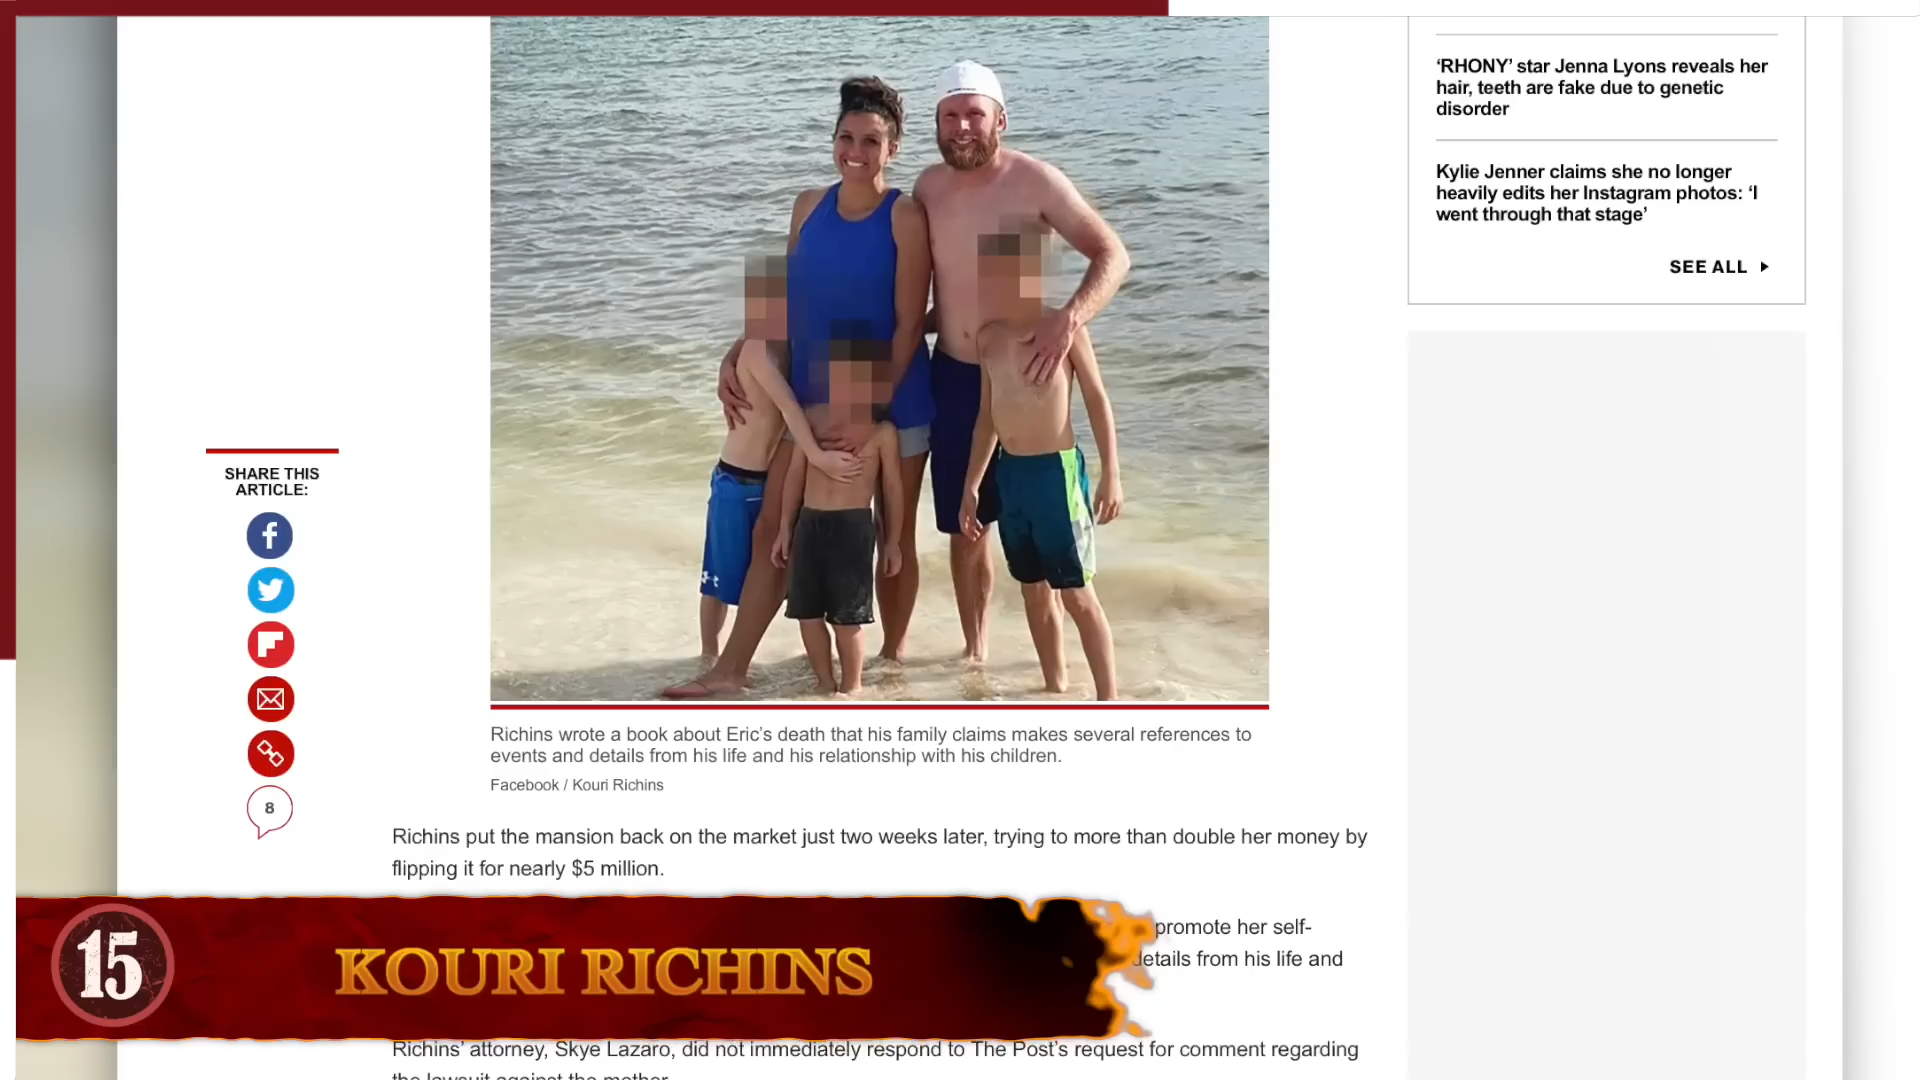 ‘RHONY’ star Jenna Lyons reveals her
hair, teeth are fake due to genetic
disorder
Kylie Jenner claims she no longer
heavily edits her Instagram photos: ‘I
went through that stage’
SEE ALL
SHARE THIS
ARTICLE:
8
Richins wrote a book about Eric’s death that his family claims makes several references to
events and details from his life and his relationship with his children.
Facebook / Kouri Richins
Richins put the mansion back on the market just two weeks later, trying to more than double her money by
flipping it for nearly $5 million.
promote her self-
details from his life and
15
KOURI RICHINS
Richins’ attorney, Skye Lazaro, did not immediately respond to The Post’s request for comment regarding
the lawsuit against the mother.